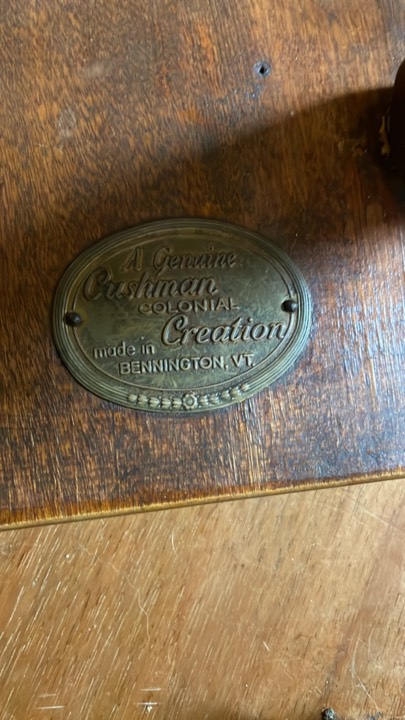 A Genuine
Cushman
COLONIAL
Creation
made in
BENNINGTON, VT.